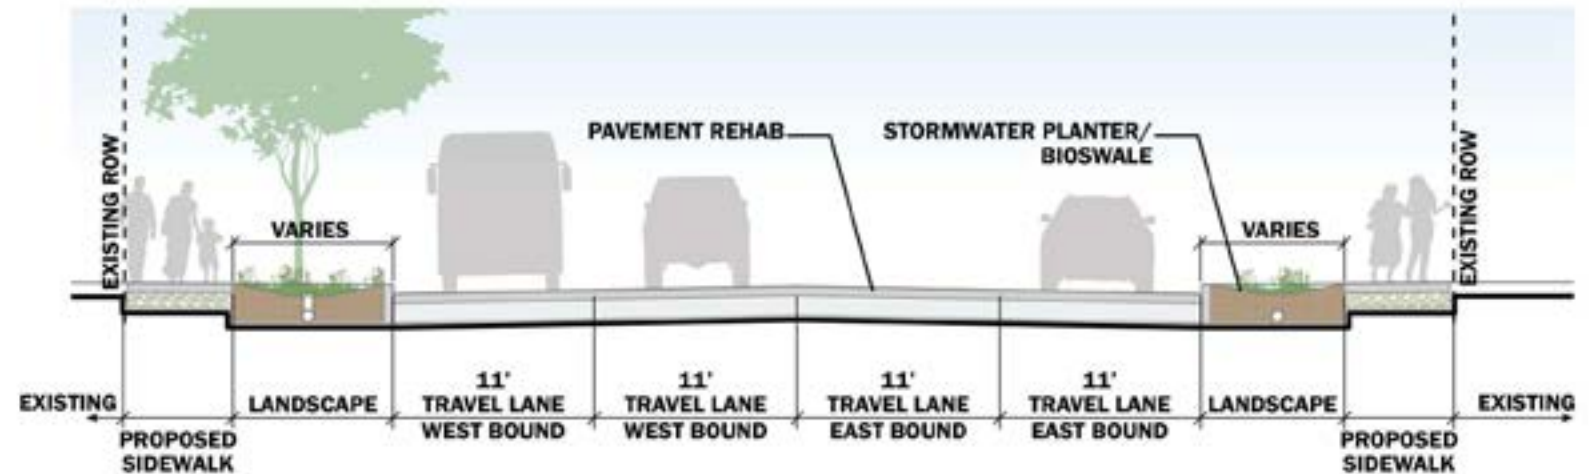 PAVEMENT REHAB
STORMWATER PLANTER/
BIOSWALE
EXISTING ROW
EXISTING ROW
VARIES
VARIES
EXISTING
PROPOSED
SIDEWALK
LANDSCAPE
11'
TRAVEL LANE
WEST BOUND
11'
TRAVEL LANE
WEST BOUND
11'
TRAVEL LANE
EAST BOUND
11'
TRAVEL LANE
EAST BOUND
LANDSCAPE
PROPOSED
SIDEWALK
EXISTING